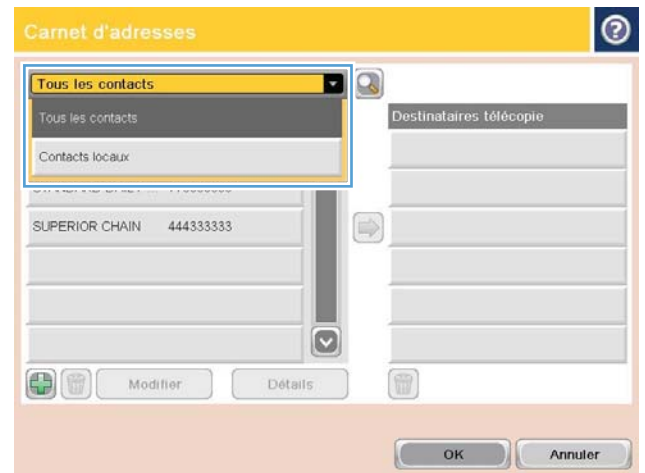 Carnet d'adresses
Tous les contacts
Tous les contacts
Destinataires télécopie
Contacts locaux
SUPERIOR CHAIN 444333333
Modifier
Détails
OK
Annuler